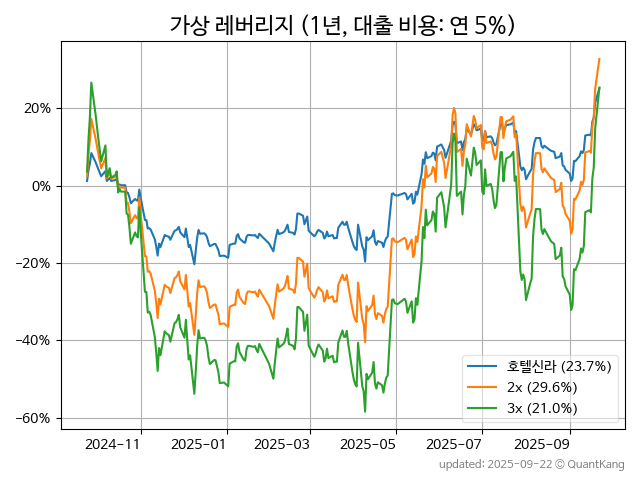 가상 레버리지 (1년, 대출 비용: 연 5%)
20%
0%
−20%
−40%
−60%
호텔신라 (23.7%)
2x (29.6%)
3x (21.0%)
2024-11 2025-01 2025-03 2025-05 2025-07 2025-09
updated: 2025-09-22 © QuantKang